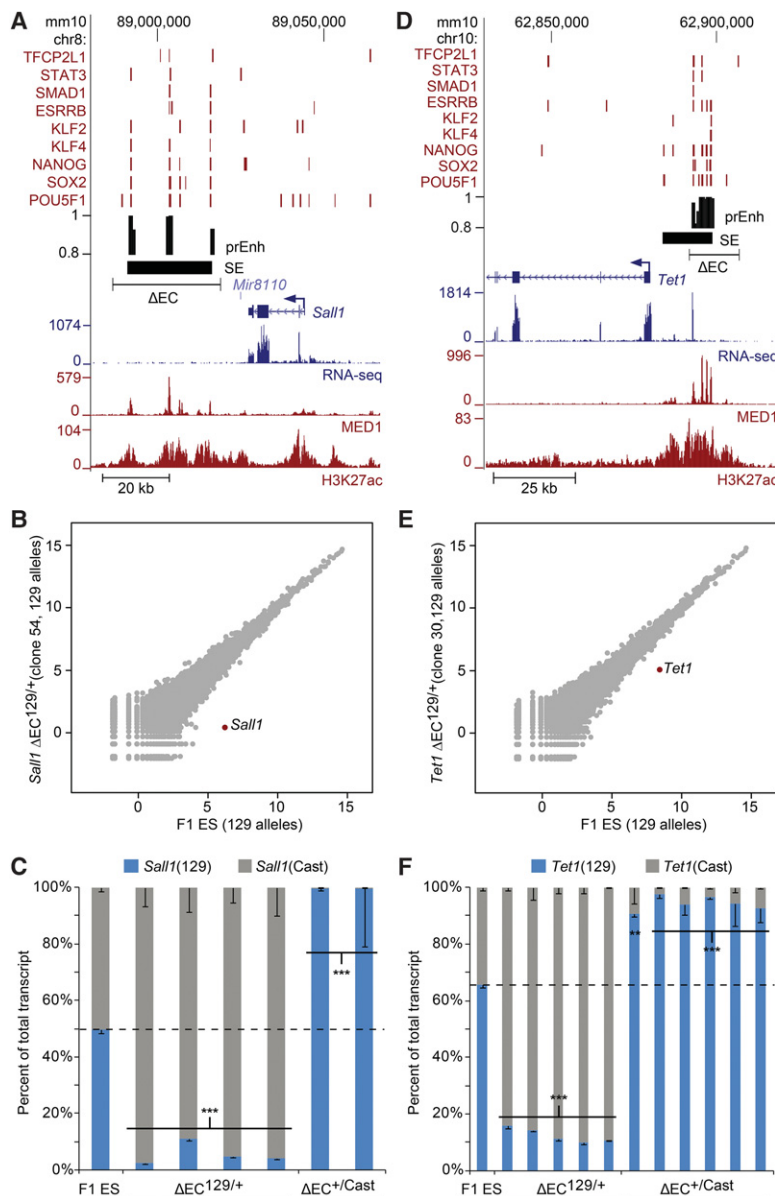 A
mm10
chr8:
89,000,000
89,050,000
TFCP2L1
STAT3
SMAD1
ESRRB
KLF2
KLF4
NANOG
SOX2
POU5F1
1
0.8
prEnh
SE
ΔEC
Mir8110
Sall1
1074
0
RNA-seq
579
0
MED1
104
0
H3K27ac
20 kb
D
mm10
chr10:
62,850,000
62,900,000
TFCP2L1
STAT3
SMAD1
ESRRB
KLF2
KLF4
NANOG
SOX2
POU5F1
1
0.8
prEnh
SE
ΔEC
Tet1
1814
0
RNA-seq
996
0
MED1
83
0
H3K27ac
25 kb
B
Sall1 ΔEC129/+(clone 54, 129 alleles)
15
10
5
0
Sall1
0 5 10 15
F1 ES (129 alleles)
E
Tet1 ΔEC129/+(clone 30,129 alleles)
15
10
5
0
Tet1
0 5 10 15
F1 ES (129 alleles)
C
Sall1(129) Sall1(Cast)
Percent of total transcript
100%
80%
60%
40%
20%
0%
***
***
F1 ES ΔEC129/+ ΔEC+/Cast
F
Tet1(129) Tet1(Cast)
Percent of total transcript
100%
80%
60%
40%
20%
0%
**
***
***
F1 ES ΔEC129/+ ΔEC+/Cast